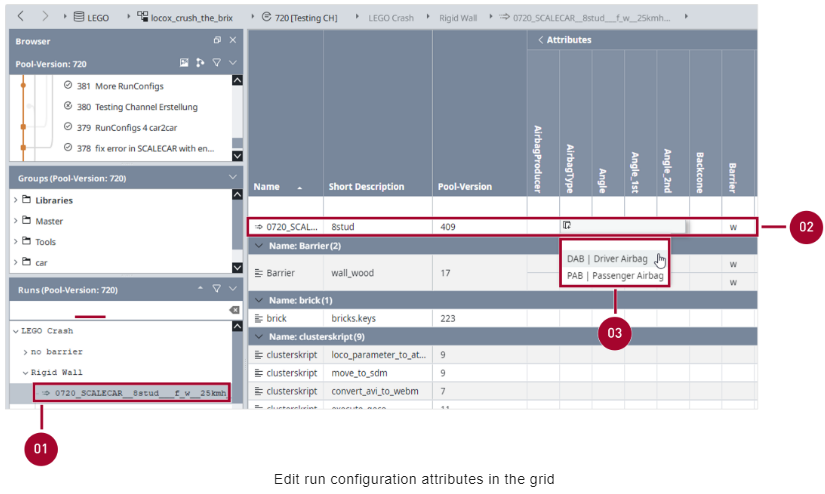 LEGO locox_crush_the_brix 720 [Testing CH] LEGO Crash Rigid Wall 0720_SCALECAR__8stud___f_w__25kmh...
Browser
Pool-Version: 720
381 More RunConfigs
380 Testing Channel Erstellung
379 RunConfigs 4 car2car
378 fix error in SCALECAR with en...
Groups (Pool-Version: 720)
Libraries
Master
Tools
car
Runs (Pool-Version: 720)
LEGO Crash
no barrier
Rigid Wall
0720_SCALECAR__8stud___f_w__25kmh
01
Attributes
Name Short Description Pool-Version AirbagProducer AirbagType Angle Angle_1st Angle_2nd Backcone Barrier
0720_SCAL... 8stud 409 w
02
Name: Barrier (2)
DAB | Driver Airbag
PAB | Passenger Airbag
03
Barrier wall_wood 17 w
w
Name: brick (1)
brick bricks.keys 223
Name: clusterskript (9)
clusterskript loco_parameter_to_at... 9
clusterskript move_to_sdm 9
clusterskript convert_avi_to_webm 7
Edit run configuration attributes in the grid